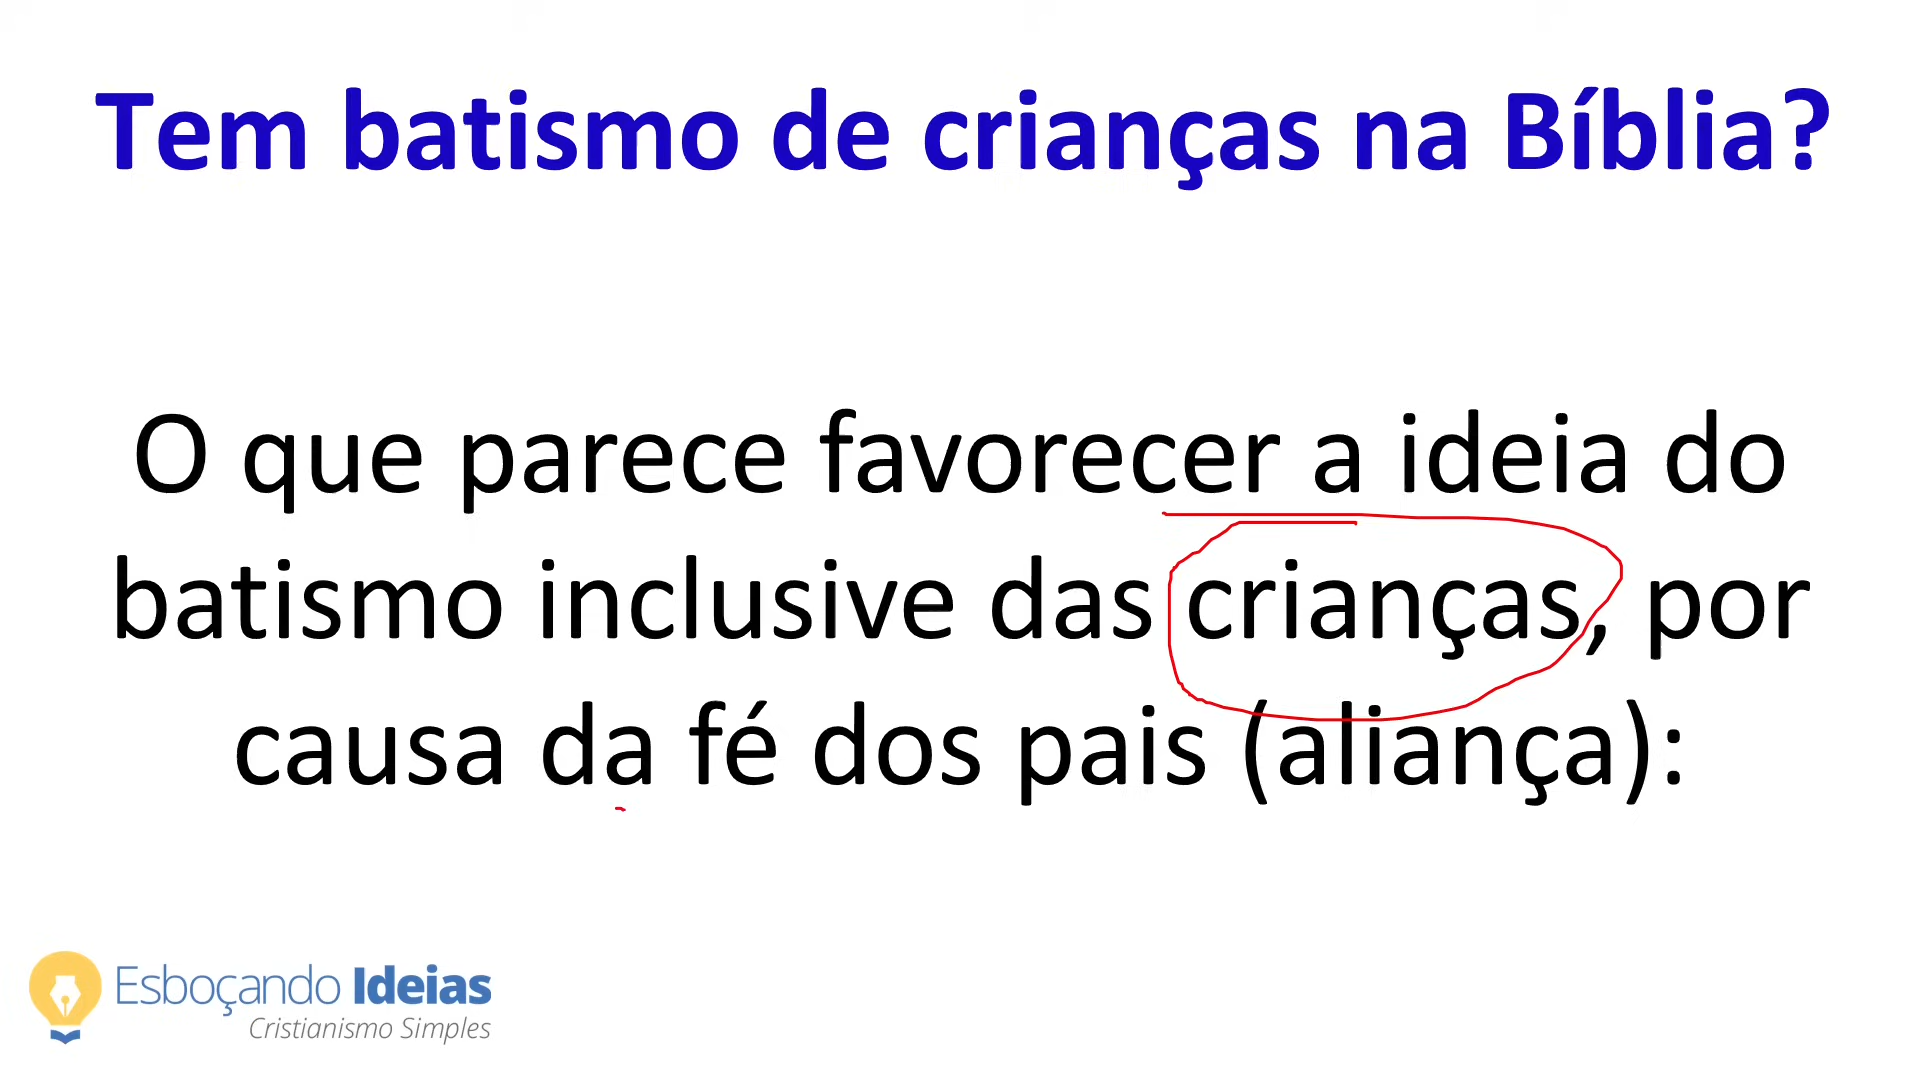 Tem batismo de crianças na Bíblia?
O que parece favorecer a ideia do
batismo inclusive das crianças, por
causa da fé dos pais (aliança):
Esboçando Ideias
Cristianismo Simples